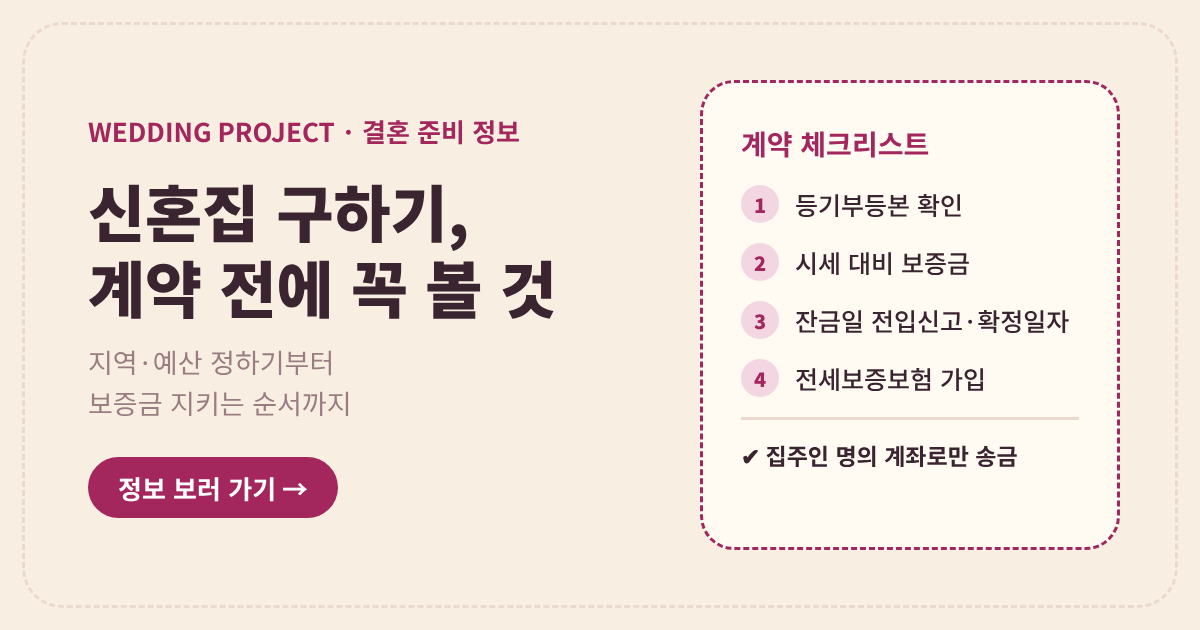 WEDDING PROJECT · 결혼 준비 정보
신혼집 구하기,
계약 전에 꼭 볼 것
지역·예산 정하기부터
보증금 지키는 순서까지
정보 보러 가기 →
계약 체크리스트
1 등기부등본 확인
2 시세 대비 보증금
3 잔금일 전입신고·확정일자
4 전세보증보험 가입
✔ 집주인 명의 계좌로만 송금